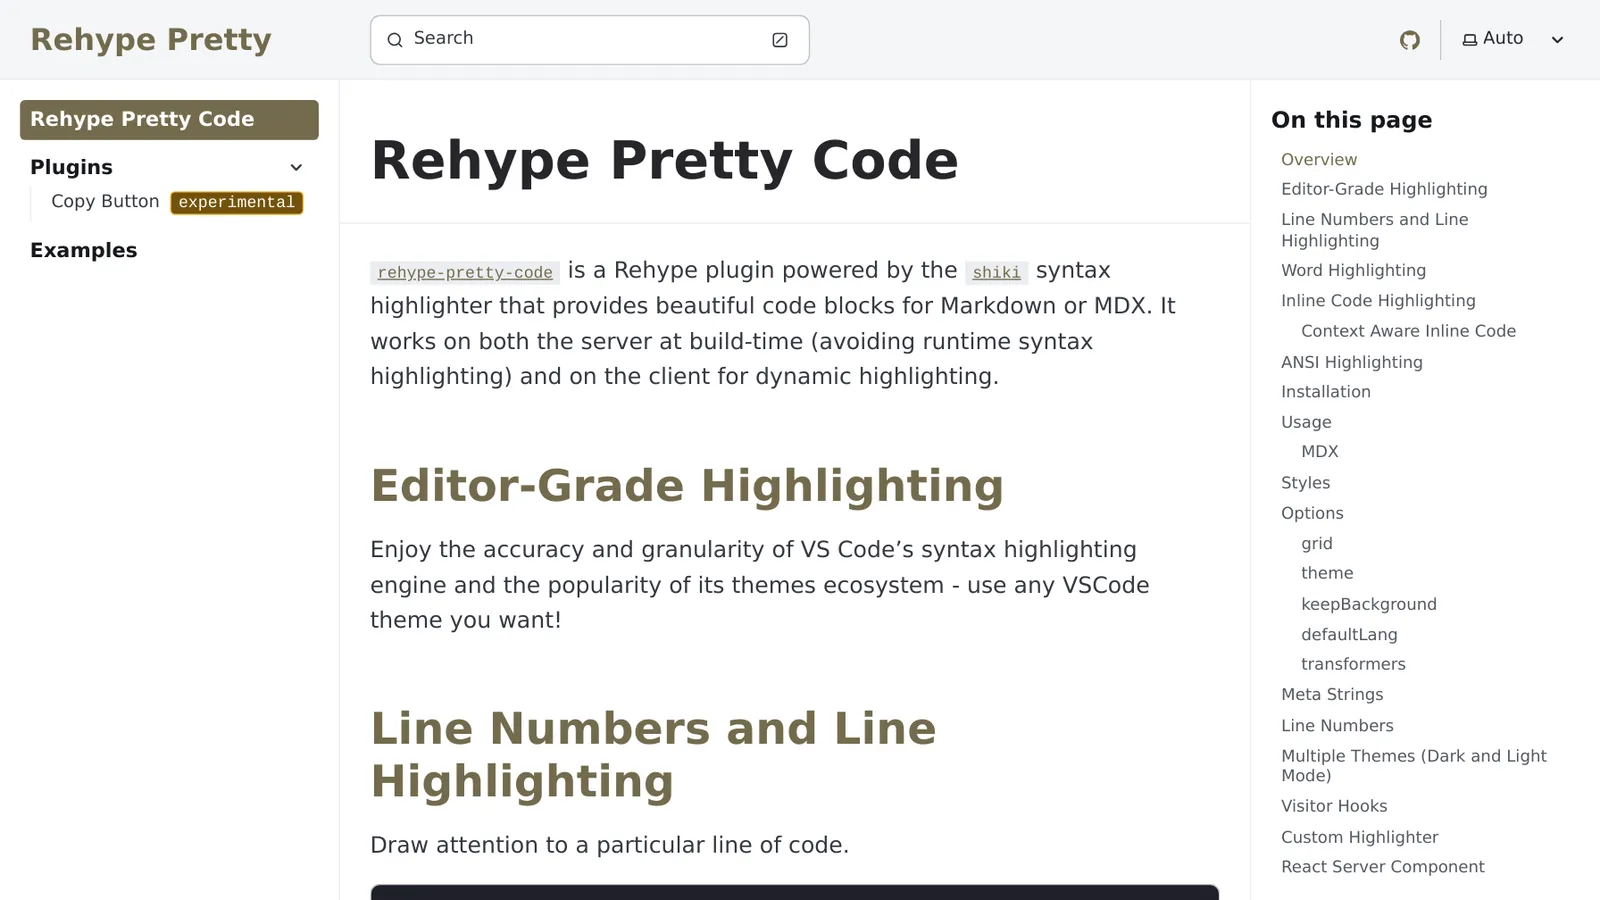 Rehype Pretty
Search
Auto
Rehype Pretty Code
Plugins
Copy Button experimental
Examples
Rehype Pretty Code
rehype-pretty-code is a Rehype plugin powered by the shiki syntax
highlighter that provides beautiful code blocks for Markdown or MDX. It
works on both the server at build-time (avoiding runtime syntax
highlighting) and on the client for dynamic highlighting.
Editor-Grade Highlighting
Enjoy the accuracy and granularity of VS Code’s syntax highlighting
engine and the popularity of its themes ecosystem - use any VSCode
theme you want!
Line Numbers and Line
Highlighting
Draw attention to a particular line of code.
On this page
Overview
Editor-Grade Highlighting
Line Numbers and Line
Highlighting
Word Highlighting
Inline Code Highlighting
Context Aware Inline Code
ANSI Highlighting
Installation
Usage
MDX
Styles
Options
grid
theme
keepBackground
defaultLang
transformers
Meta Strings
Line Numbers
Multiple Themes (Dark and Light
Mode)
Visitor Hooks
Custom Highlighter
React Server Component